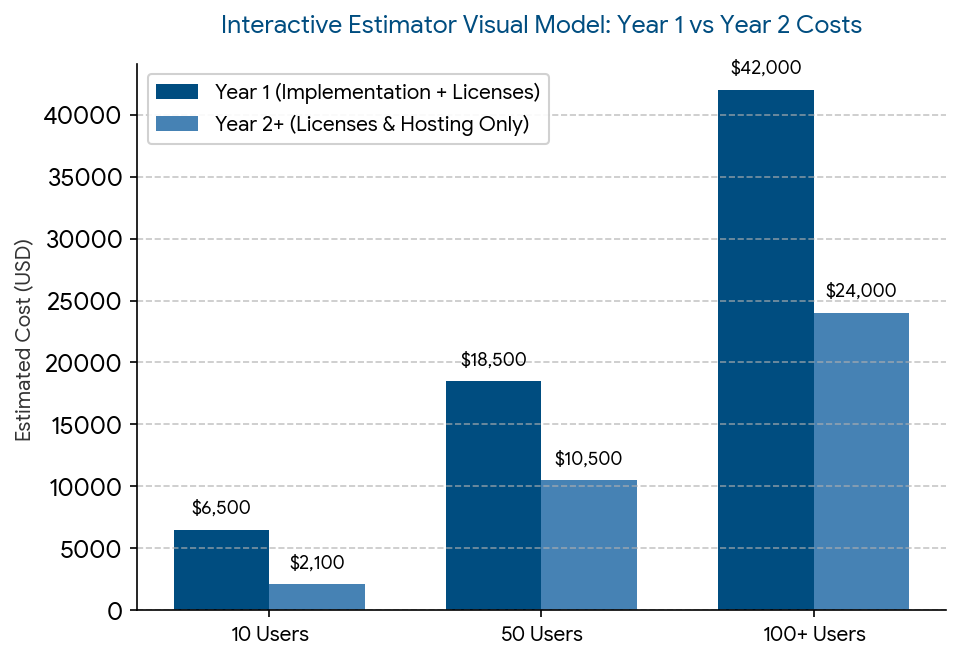 Interactive Estimator Visual Model: Year 1 vs Year 2 Costs
Year 1 (Implementation + Licenses)
Year 2+ (Licenses & Hosting Only)
Estimated Cost (USD)
40000
35000
30000
25000
20000
15000
10000
5000
0
$6,500
$2,100
$18,500
$10,500
$42,000
$24,000
10 Users
50 Users
100+ Users